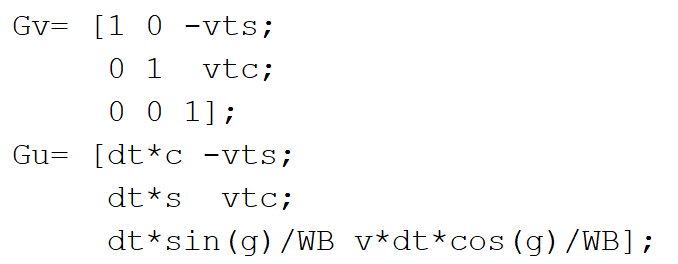 Gv= [1 0 -vts;
0 1  vtc;
0 0 1];
Gu= [dt*c -vts;
dt*s  vtc;
dt*sin(g)/WB v*dt*cos(g)/WB];